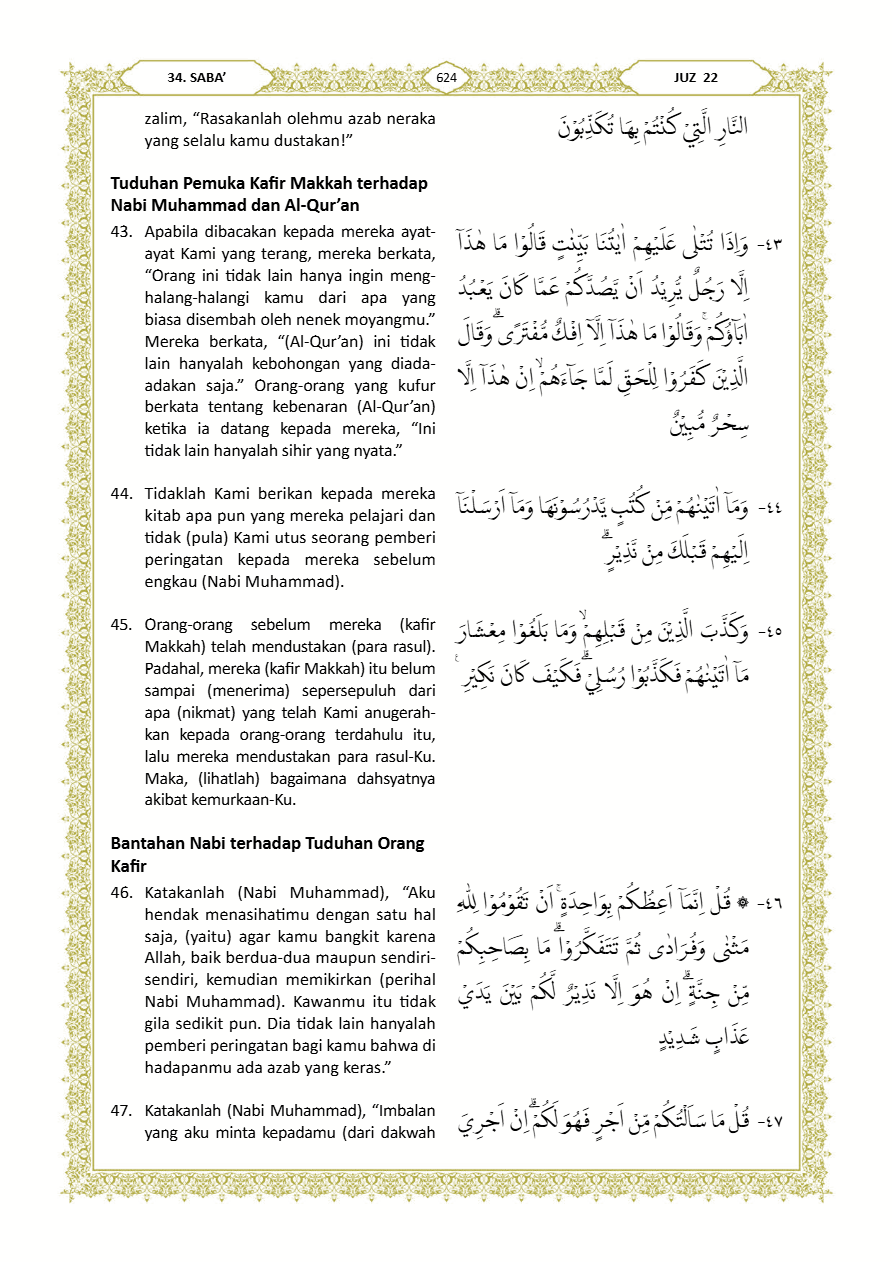 34. SABA’
624
JUZ 22
zalim, “Rasakanlah olehmu azab neraka
yang selalu kamu dustakan!”
النَّارِ الَّتِيْ كُنْتُمْ بِهَا تُكَذِّبُوْنَ
Tuduhan Pemuka Kafir Makkah terhadap
Nabi Muhammad dan Al-Qur’an
43. Apabila dibacakan kepada mereka ayat-
ayat Kami yang terang, mereka berkata,
“Orang ini tidak lain hanya ingin meng-
halang-halangi kamu dari apa yang
biasa disembah oleh nenek moyangmu.”
Mereka berkata, “(Al-Qur’an) ini tidak
lain hanyalah kebohongan yang diada-
adakan saja.” Orang-orang yang kufur
berkata tentang kebenaran (Al-Qur’an)
ketika ia datang kepada mereka, “Ini
tidak lain hanyalah sihir yang nyata.”
٤٣- وَاِذَا تُتْلٰى عَلَيْهِمْ اٰيٰتُنَا بَيِّنٰتٍ قَالُوْا مَا هٰذَآ
اِلَّا رَجُلٌ يُّرِيْدُ اَنْ يَّصُدَّكُمْ عَمَّا كَانَ يَعْبُدُ
اٰبَاۤؤُكُمْۚ وَقَالُوْا مَا هٰذَآ اِلَّآ اِفْكٌ مُّفْتَرًىۗ وَقَالَ
الَّذِيْنَ كَفَرُوْا لِلْحَقِّ لَمَّا جَاۤءَهُمْۙ اِنْ هٰذَآ اِلَّا
سِحْرٌ مُّبِيْنٌ
44. Tidaklah Kami berikan kepada mereka
kitab apa pun yang mereka pelajari dan
tidak (pula) Kami utus seorang pemberi
peringatan kepada mereka sebelum
engkau (Nabi Muhammad).
٤٤- وَمَآ اٰتَيْنٰهُمْ مِّنْ كُتُبٍ يَّدْرُسُوْنَهَا وَمَآ اَرْسَلْنَآ
اِلَيْهِمْ قَبْلَكَ مِنْ نَّذِيْرٍۗ
45. Orang-orang sebelum mereka (kafir
Makkah) telah mendustakan (para rasul).
Padahal, mereka (kafir Makkah) itu belum
sampai (menerima) sepersepuluh dari
apa (nikmat) yang telah Kami anugerah-
kan kepada orang-orang terdahulu itu,
lalu mereka mendustakan para rasul-Ku.
Maka, (lihatlah) bagaimana dahsyatnya
akibat kemurkaan-Ku.
٤٥- وَكَذَّبَ الَّذِيْنَ مِنْ قَبْلِهِمْۙ وَمَا بَلَغُوْا مِعْشَارَ
مَآ اٰتَيْنٰهُمْ فَكَذَّبُوْا رُسُلِيْۗ فَكَيْفَ كَانَ نَكِيْرِ ࣖ
Bantahan Nabi terhadap Tuduhan Orang
Kafir
46. Katakanlah (Nabi Muhammad), “Aku
hendak menasihatimu dengan satu hal
saja, (yaitu) agar kamu bangkit karena
Allah, baik berdua-dua maupun sendiri-
sendiri, kemudian memikirkan (perihal
Nabi Muhammad). Kawanmu itu tidak
gila sedikit pun. Dia tidak lain hanyalah
pemberi peringatan bagi kamu bahwa di
hadapanmu ada azab yang keras.”
٤٦- ۞ قُلْ اِنَّمَآ اَعِظُكُمْ بِوَاحِدَةٍۚ اَنْ تَقُوْمُوْا لِلّٰهِ
مَثْنٰى وَفُرَادٰى ثُمَّ تَتَفَكَّرُوْاۗ مَا بِصَاحِبِكُمْ
مِّنْ جِنَّةٍۗ اِنْ هُوَ اِلَّا نَذِيْرٌ لَّكُمْ بَيْنَ يَدَيْ
عَذَابٍ شَدِيْدٍ
47. Katakanlah (Nabi Muhammad), “Imbalan
yang aku minta kepadamu (dari dakwah
٤٧- قُلْ مَا سَاَلْتُكُمْ مِّنْ اَجْرٍ فَهُوَ لَكُمْۗ اِنْ اَجْرِيَ